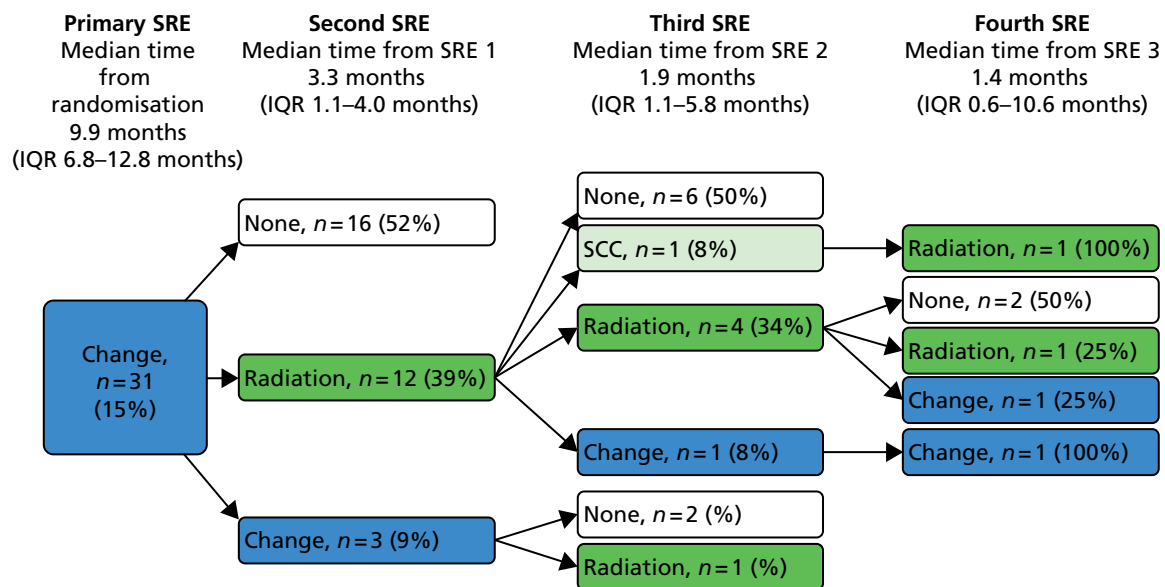 Primary SRE
Median time
from
randomisation
9.9 months
(IQR 6.8–12.8 months)
Second SRE
Median time from SRE 1
3.3 months
(IQR 1.1–4.0 months)
Third SRE
Median time from SRE 2
1.9 months
(IQR 1.1–5.8 months)
Fourth SRE
Median time from SRE 3
1.4 months
(IQR 0.6–10.6 months)
Change,
n=31
(15%)
None, n=16 (52%)
Radiation, n=12 (39%)
Change, n=3 (9%)
None, n=6 (50%)
SCC, n=1 (8%)
Radiation, n=4 (34%)
Change, n=1 (8%)
None, n=2 (%)
Radiation, n=1 (%)
Radiation, n=1 (100%)
None, n=2 (50%)
Radiation, n=1 (25%)
Change, n=1 (25%)
Change, n=1 (100%)